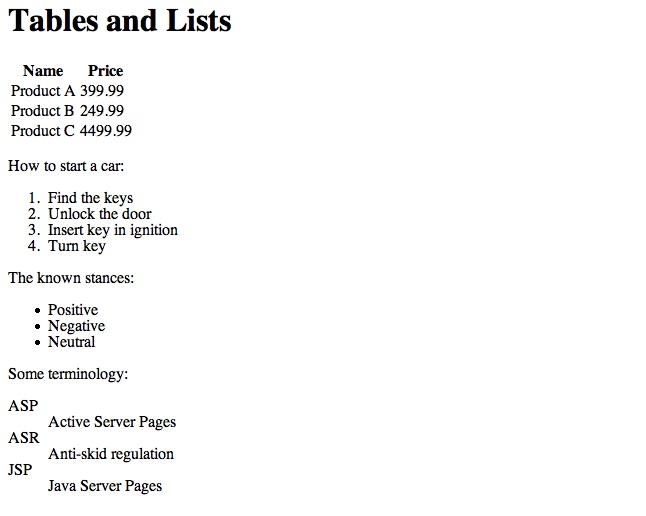 Tables and Lists
Name Price
Product A 399.99
Product B 249.99
Product C 4499.99
How to start a car:
1. Find the keys
2. Unlock the door
3. Insert key in ignition
4. Turn key
The known stances:
• Positive
• Negative
• Neutral
Some terminology:
ASP
Active Server Pages
ASR
Anti-skid regulation
JSP
Java Server Pages